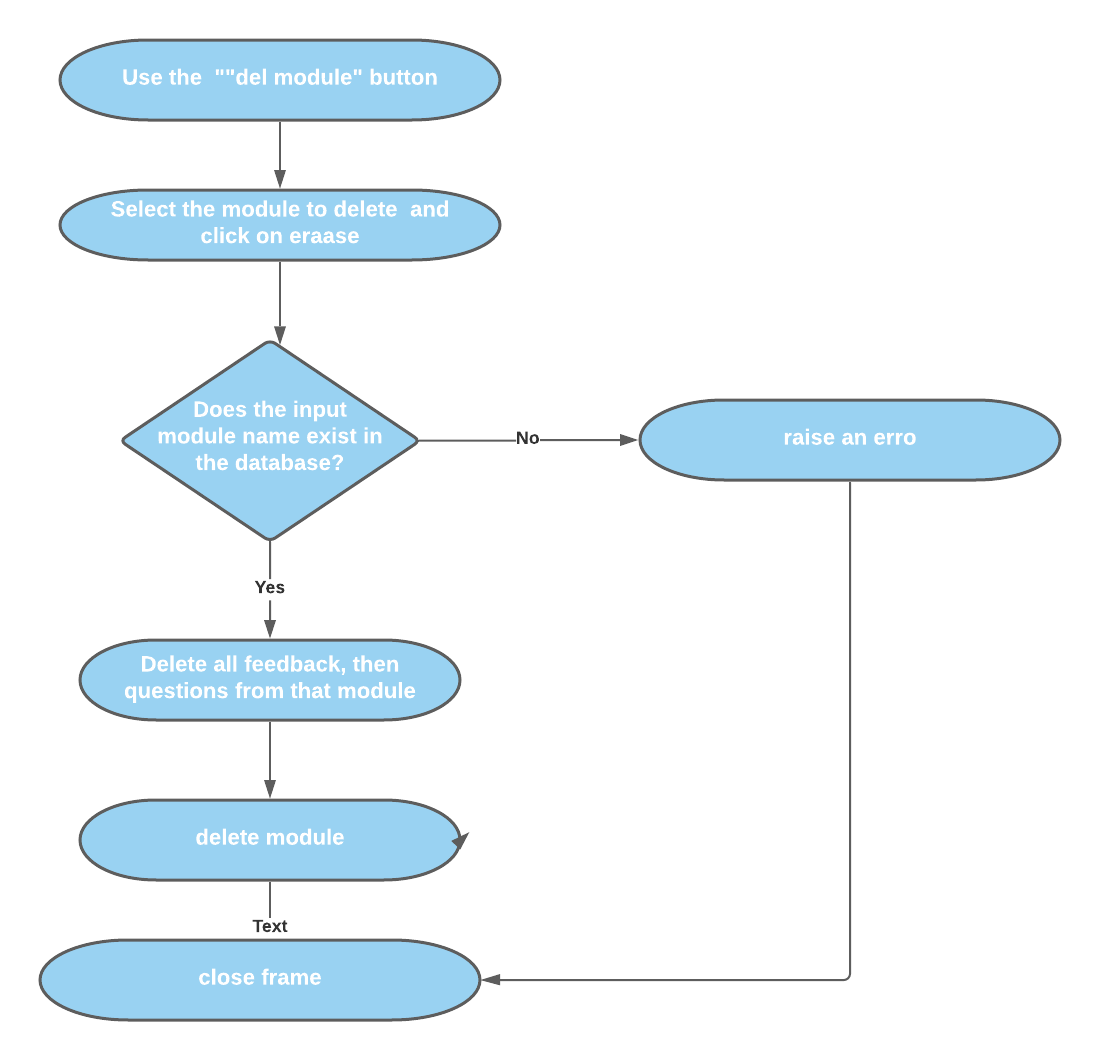 Use the  ""del module" button
Select the module to delete  and
click on eraase
Does the input
module name exist in
the database?
No
raise an erro
Yes
Delete all feedback, then
questions from that module
delete module
Text
close frame